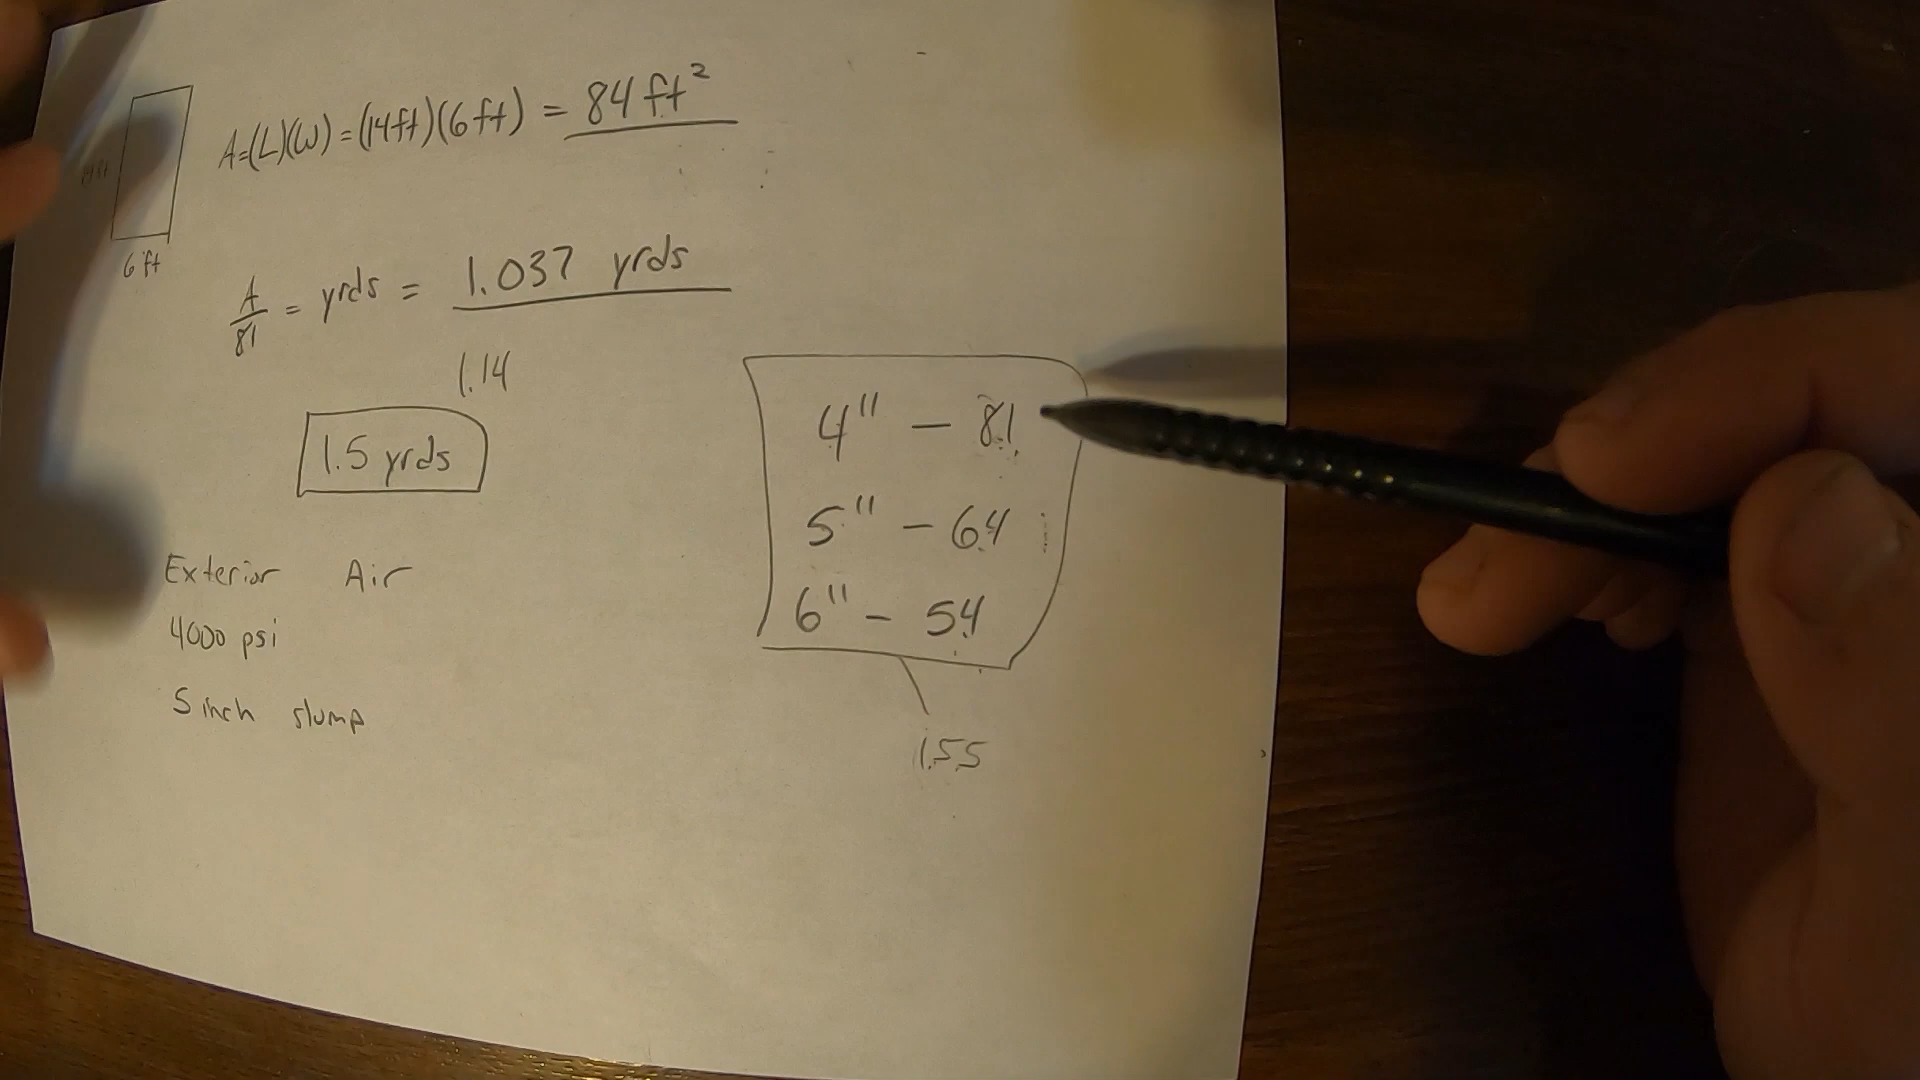 A=(L)(W)=(14ft)(6ft) = 84 ft²
14ft
6 ft
A/81 = yrds = 1.037 yrds
1.14
1.5 yrds
Exterior Air
4000 psi
5 inch slump
4" - 81
5" - 64
6" - 54
1.55